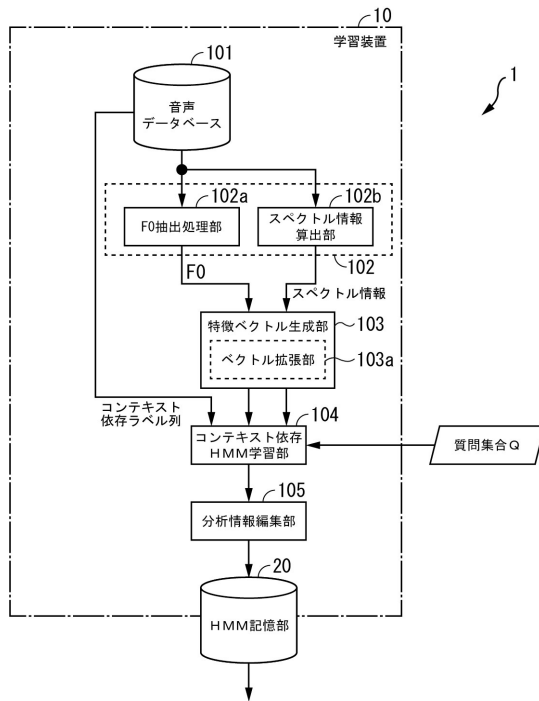 10
学習装置
1
101
音声
データベース
102a
F0抽出処理部
102b
スペクトル情報
算出部
102
F0
スペクトル情報
特徴ベクトル生成部
103
ベクトル拡張部
103a
コンテキスト
依存ラベル列
104
コンテキスト依存
HMM学習部
質問集合Q
105
分析情報編集部
20
HMM記憶部